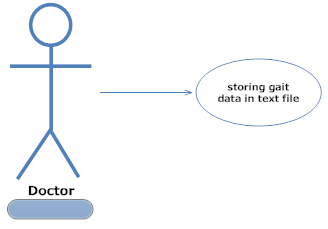 storing gait
data in text file
Doctor